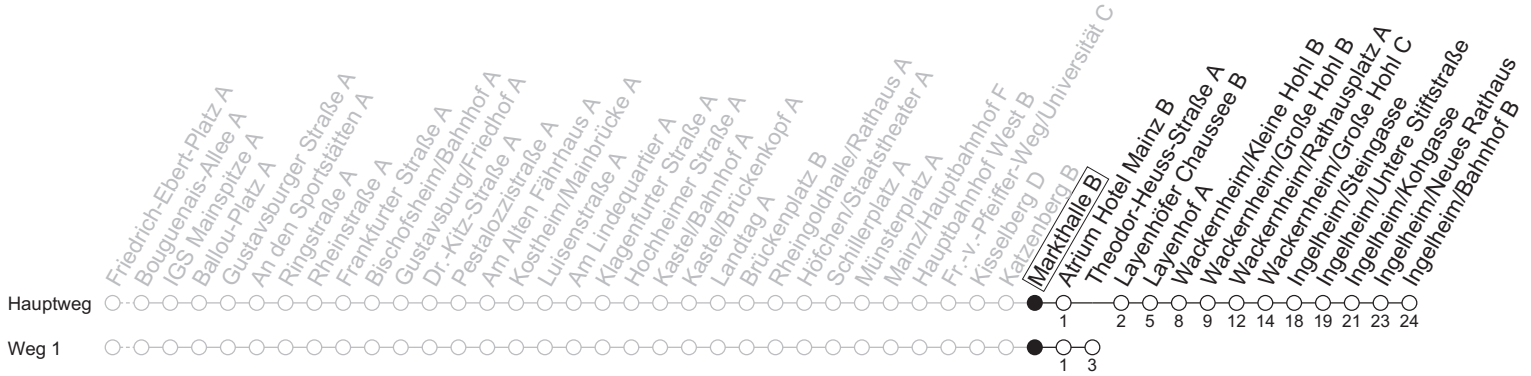 Friedrich-Ebert-Platz A
Bouguenais-Allee A
IGS Mainspitze A
Ballou-Platz A
Gustavsburger Straße A
An den Sportstätten A
Ringstraße A
Rheinstraße A
Frankfurter Straße A
Bischofsheim/Bahnhof A
Gustavsburg/Friedhof A
Dr.-Kitz-Straße A
Pestalozzistraße A
Am Alten Fährhaus A
Kostheim/Mainbrücke A
Luisenstraße A
Am Lindequartier A
Klagenfurter Straße A
Hochheimer Straße A
Kastel/Bahnhof A
Kastel/Brückenkopf A
Landtag A
Brückenplatz B
Rheingoldhalle/Rathaus A
Höfchen/Staatstheater A
Schillerplatz A
Münsterplatz A
Mainz/Hauptbahnhof F
Hauptbahnhof West B
Fr.-v.-Pfeiffer-Weg/Universität C
Kisselberg D
Katzenberg B
Markthalle B
Atrium Hotel Mainz B
Theodor-Heuss-Straße A
Layenhöfer Chaussee B
Layenhof A
Wackernheim/Kleine Hohl B
Wackernheim/Große Hohl B
Wackernheim/Rathausplatz A
Wackernheim/Große Hohl C
Ingelheim/Steingasse
Ingelheim/Untere Stiftstraße
Ingelheim/Rohgasse
Ingelheim/Neues Rathaus
Ingelheim/Bahnhof B
Hauptweg
1 2 5 8 9 12 14 18 19 21 23 24
Weg 1
1 3